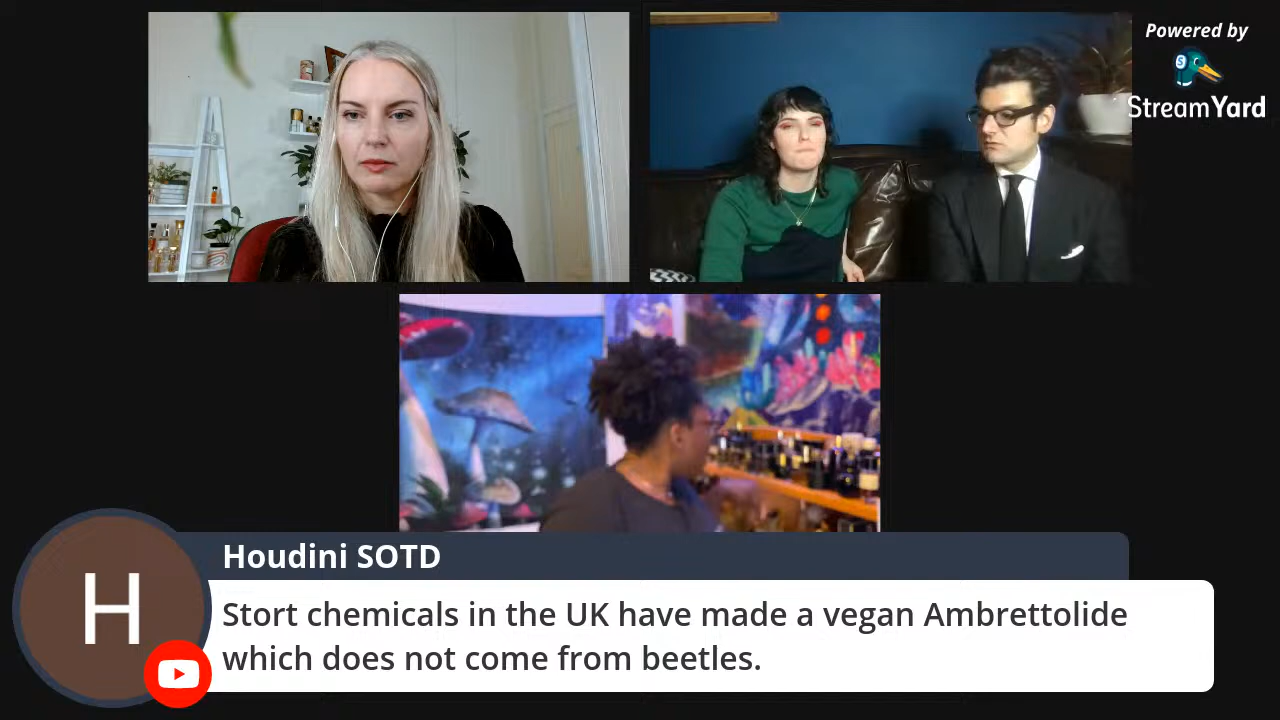 Powered by
S
StreamYard
H
Houdini SOTD
Stort chemicals in the UK have made a vegan Ambrettolide
which does not come from beetles.